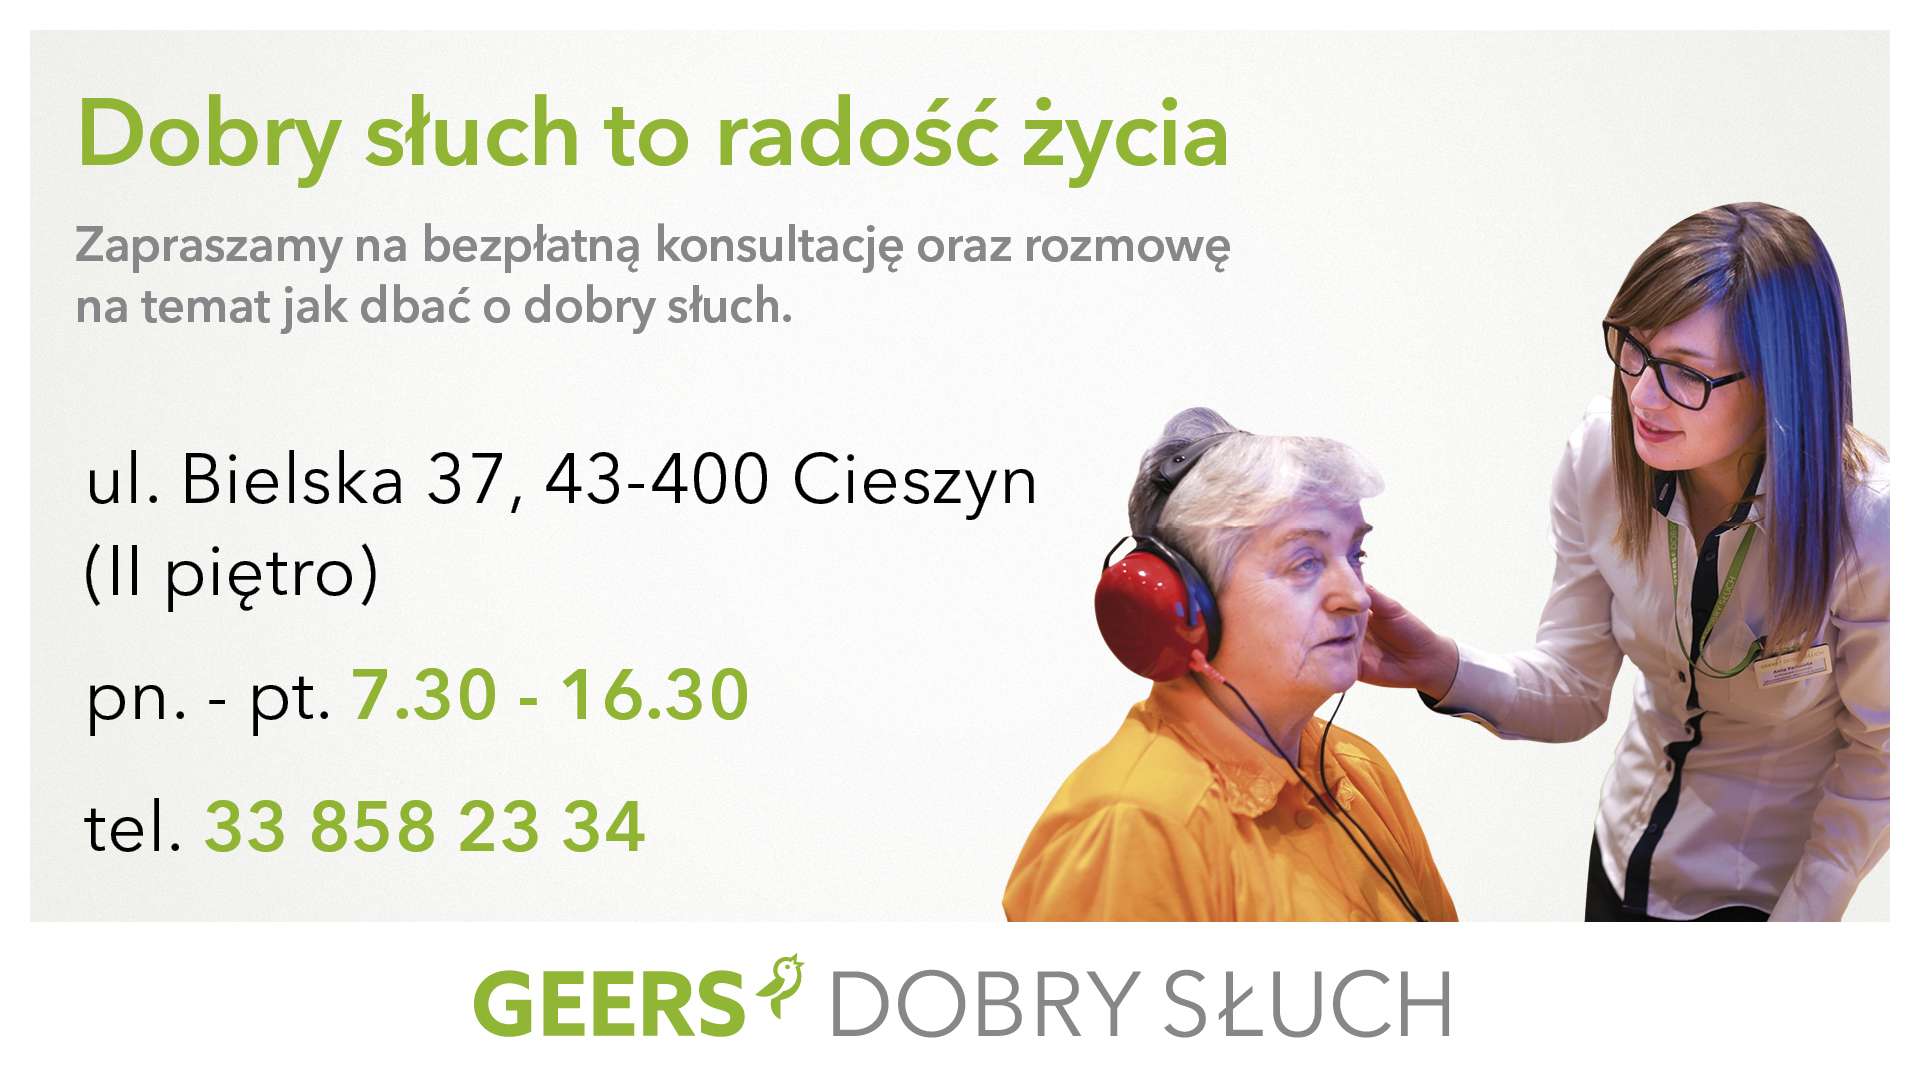 Dobry słuch to radość życia
Zapraszamy na bezpłatną konsultację oraz rozmowę
na temat jak dbać o dobry słuch.
ul. Bielska 37, 43-400 Cieszyn
(II piętro)
pn. - pt. 7.30 - 16.30
tel. 33 858 23 34
GEERS DOBRY SŁUCH